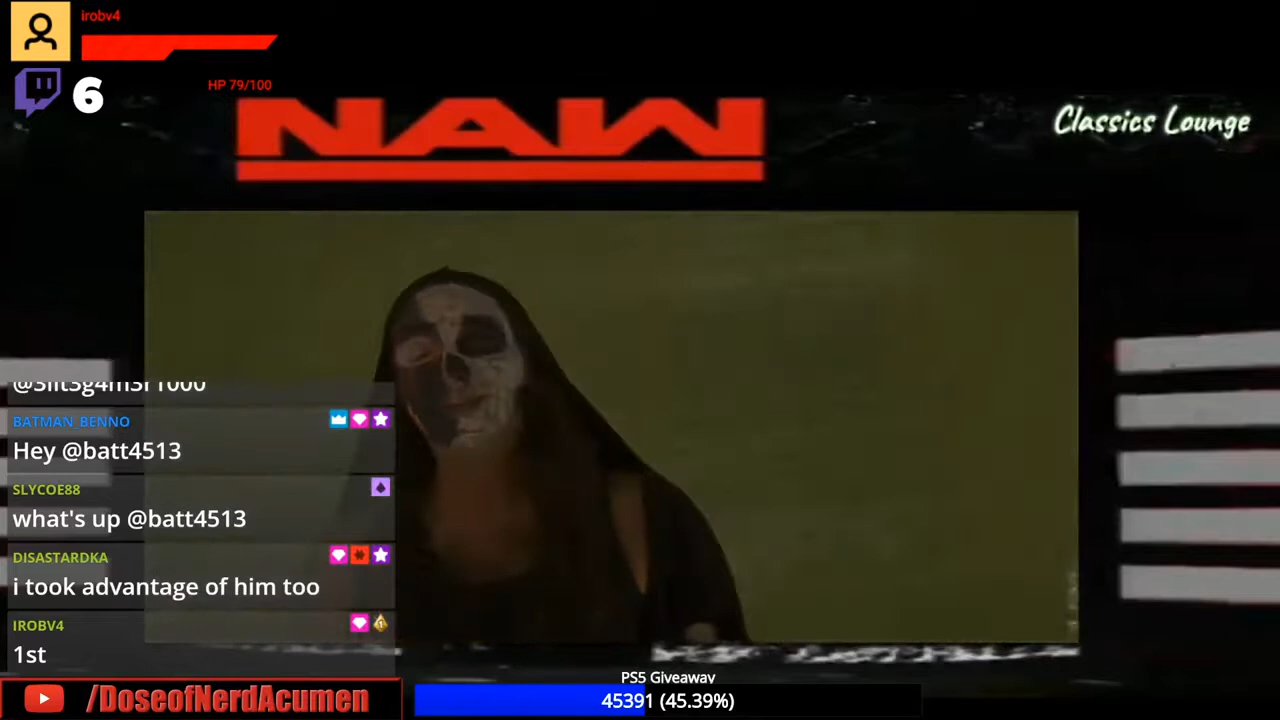 irobv4
6
HP 79/100
NAW
Classics Lounge
BATMAN_BENNO
Hey @batt4513
SLYCOE88
what's up @batt4513
DISASTARDKA
i took advantage of him too
IROBV4
1st
/DoseofNerdAcumen
PS5 Giveaway
45391 (45.39%)